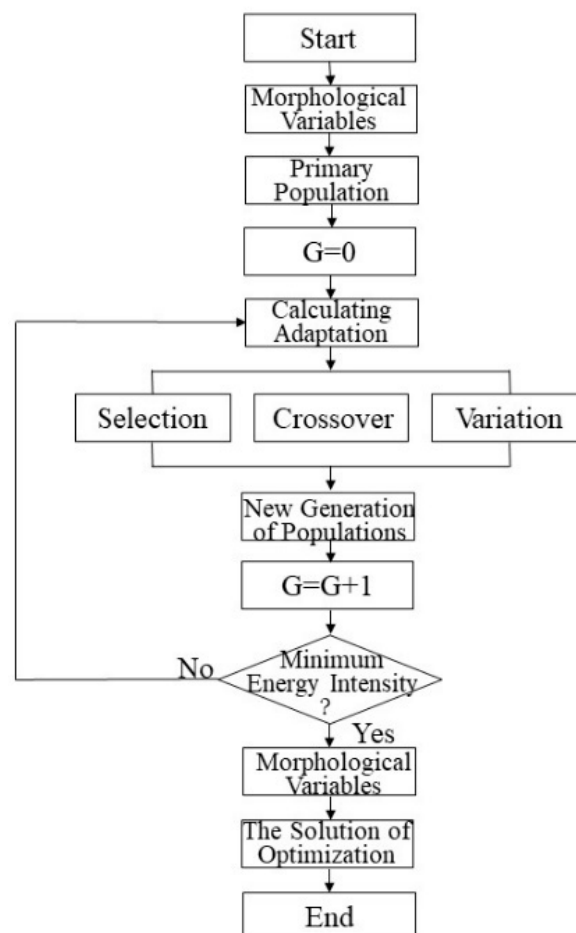 Start
Morphological
Variables
Primary
Population
G=0
Calculating
Adaptation
Selection
Crossover
Variation
New Generation
of Populations
G=G+1
Minimum
Energy Intensity
?
No
Yes
Morphological
Variables
The Solution of
Optimization
End